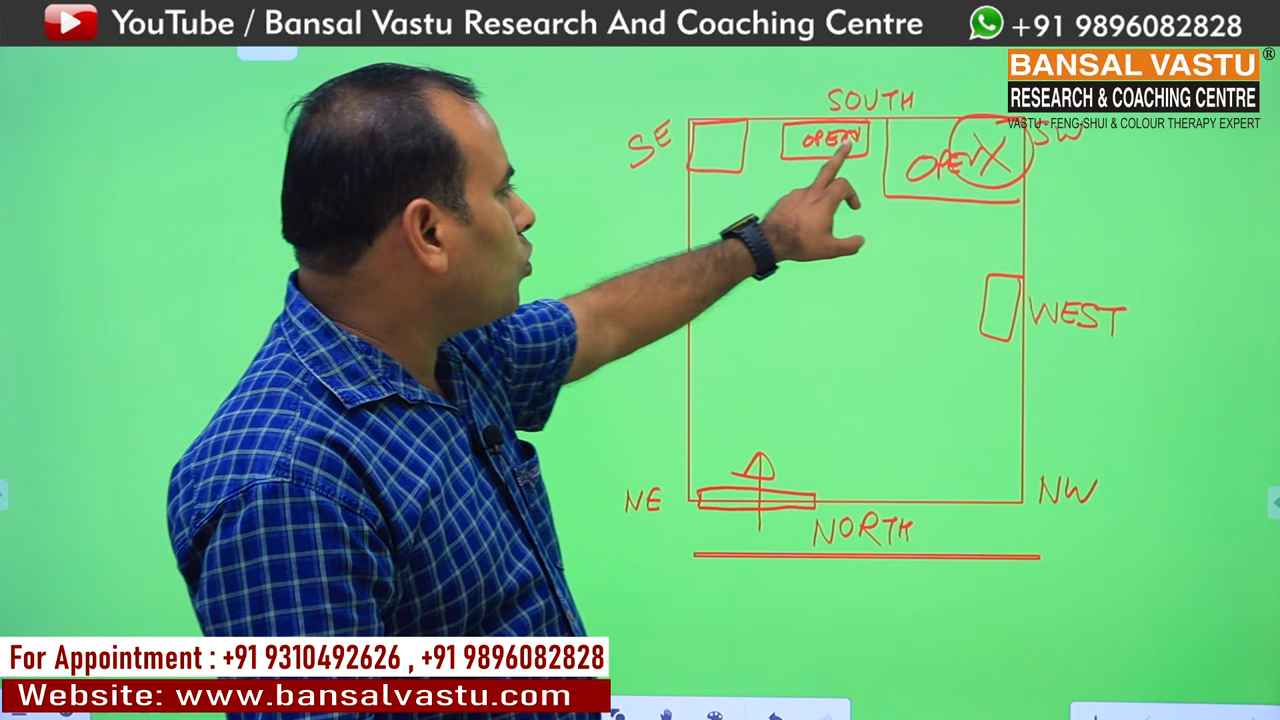 YouTube / Bansal Vastu Research And Coaching Centre
+91 9896082828
BANSAL VASTU ®
RESEARCH & COACHING CENTRE
VASTU - FENG-SHUI & COLOUR THERAPY EXPERT
SOUTH
SE
OPEN
OPEN X
SW
WEST
NE
NW
NORTH
For Appointment : +91 9310492626 , +91 9896082828
Website: www.bansalvastu.com